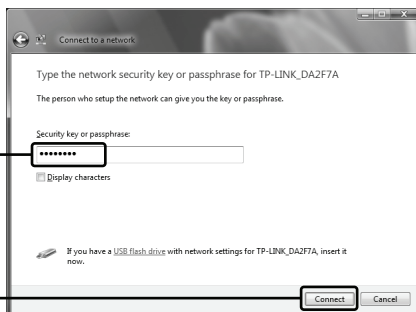 Connect to a network
Type the network security key or passphrase for TP-LINK_DA2F7A
The person who setup the network can give you the key or passphrase.
Security key or passphrase:
••••••••
Display characters
If you have a USB flash drive with network settings for TP-LINK_DA2F7A, insert it
now.
Connect Cancel